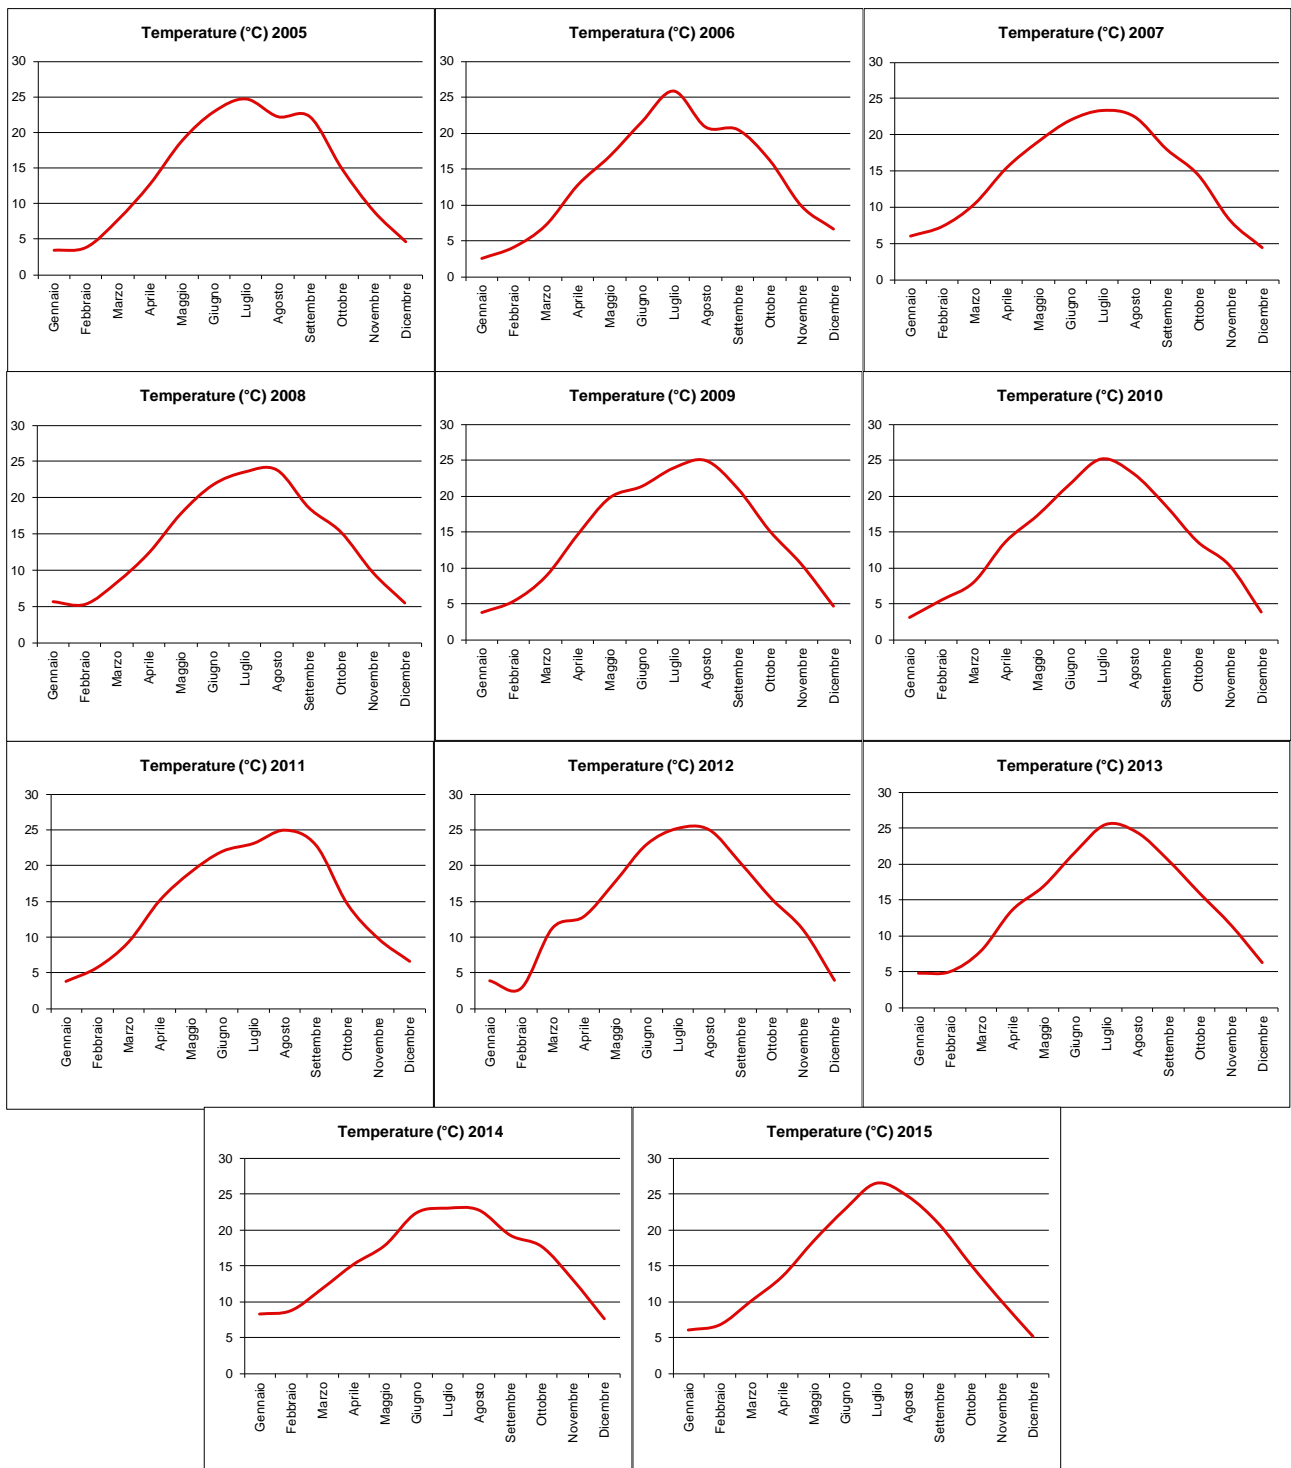 Temperature (°C) 2005
30
25
20
15
10
5
0
Gennaio
Febbraio
Marzo
Aprile
Maggio
Giugno
Luglio
Agosto
Settembre
Ottobre
Novembre
Dicembre
Temperatura (°C) 2006
30
25
20
15
10
5
0
Gennaio
Febbraio
Marzo
Aprile
Maggio
Giugno
Luglio
Agosto
Settembre
Ottobre
Novembre
Dicembre
Temperature (°C) 2007
30
25
20
15
10
5
0
Gennaio
Febbraio
Marzo
Aprile
Maggio
Giugno
Luglio
Agosto
Settembre
Ottobre
Novembre
Dicembre
Temperature (°C) 2008
30
25
20
15
10
5
0
Gennaio
Febbraio
Marzo
Aprile
Maggio
Giugno
Luglio
Agosto
Settembre
Ottobre
Novembre
Dicembre
Temperature (°C) 2009
30
25
20
15
10
5
0
Gennaio
Febbraio
Marzo
Aprile
Maggio
Giugno
Luglio
Agosto
Settembre
Ottobre
Novembre
Dicembre
Temperature (°C) 2010
30
25
20
15
10
5
0
Gennaio
Febbraio
Marzo
Aprile
Maggio
Giugno
Luglio
Agosto
Settembre
Ottobre
Novembre
Dicembre
Temperature (°C) 2011
30
25
20
15
10
5
0
Gennaio
Febbraio
Marzo
Aprile
Maggio
Giugno
Luglio
Agosto
Settembre
Ottobre
Novembre
Dicembre
Temperature (°C) 2012
30
25
20
15
10
5
0
Gennaio
Febbraio
Marzo
Aprile
Maggio
Giugno
Luglio
Agosto
Settembre
Ottobre
Novembre
Dicembre
Temperature (°C) 2013
30
25
20
15
10
5
0
Gennaio
Febbraio
Marzo
Aprile
Maggio
Giugno
Luglio
Agosto
Settembre
Ottobre
Novembre
Dicembre
Temperature (°C) 2014
30
25
20
15
10
5
0
Gennaio
Febbraio
Marzo
Aprile
Maggio
Giugno
Luglio
Agosto
Settembre
Ottobre
Novembre
Dicembre
Temperature (°C) 2015
30
25
20
15
10
5
0
Gennaio
Febbraio
Marzo
Aprile
Maggio
Giugno
Luglio
Agosto
Settembre
Ottobre
Novembre
Dicembre